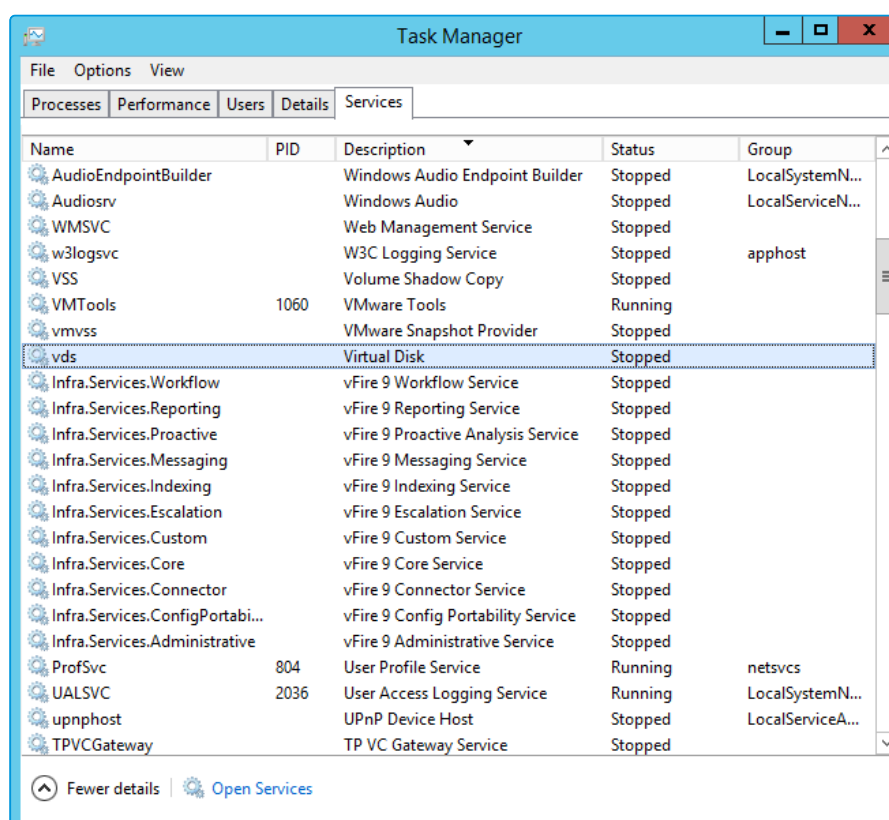 Task Manager
File Options View
Processes Performance Users Details Services
Name PID Description Status Group
AudioEndpointBuilder Windows Audio Endpoint Builder Stopped LocalSystemN...
Audiosrv Windows Audio Stopped LocalServiceN...
WMSVC Web Management Service Stopped
w3logsvc W3C Logging Service Stopped apphost
VSS Volume Shadow Copy Stopped
VMTools 1060 VMware Tools Running
vmvss VMware Snapshot Provider Stopped
vds Virtual Disk Stopped
Infra.Services.Workflow vFire 9 Workflow Service Stopped
Infra.Services.Reporting vFire 9 Reporting Service Stopped
Infra.Services.Proactive vFire 9 Proactive Analysis Service Stopped
Infra.Services.Messaging vFire 9 Messaging Service Stopped
Infra.Services.Indexing vFire 9 Indexing Service Stopped
Infra.Services.Escalation vFire 9 Escalation Service Stopped
Infra.Services.Custom vFire 9 Custom Service Stopped
Infra.Services.Core vFire 9 Core Service Stopped
Infra.Services.Connector vFire 9 Connector Service Stopped
Infra.Services.ConfigPortabi... vFire 9 Config Portability Service Stopped
Infra.Services.Administrative vFire 9 Administrative Service Stopped
ProfSvc 804 User Profile Service Running netsvcs
UALSVC 2036 User Access Logging Service Running LocalSystemN...
upnphost UPnP Device Host Stopped LocalServiceA...
TPVCGateway TP VC Gateway Service Stopped
Fewer details Open Services